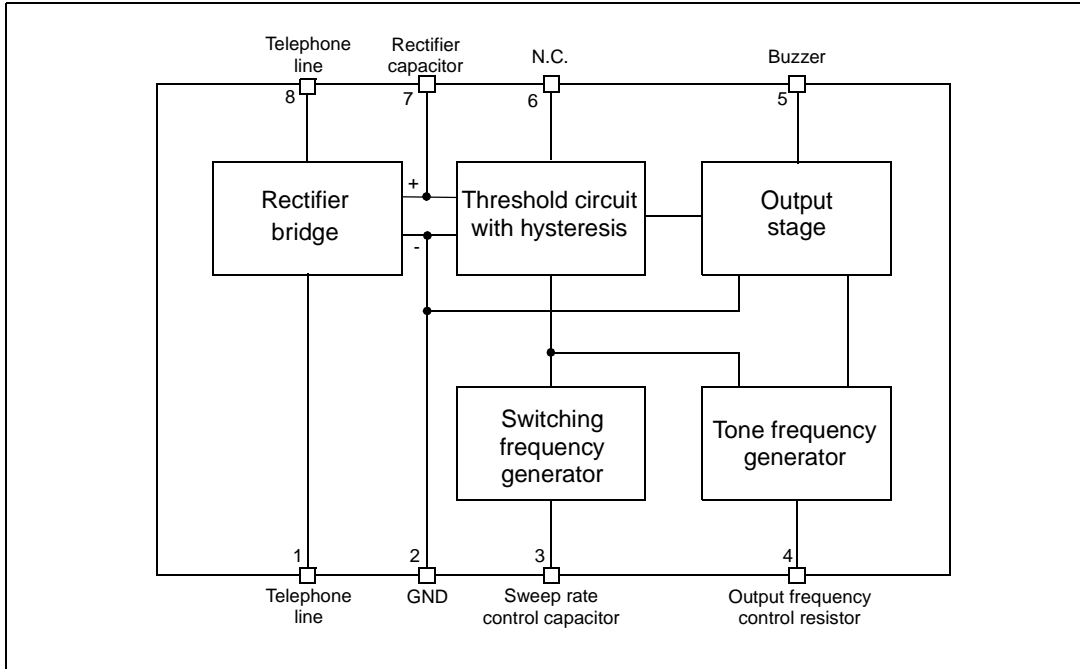 Telephone
line
Rectifier
capacitor
N.C.
Buzzer
8
7
6
5
Rectifier
bridge
+
-
Threshold circuit
with hysteresis
Output
stage
Switching
frequency
generator
Tone frequency
generator
1
2
3
4
Telephone
line
GND
Sweep rate
control capacitor
Output frequency
control resistor